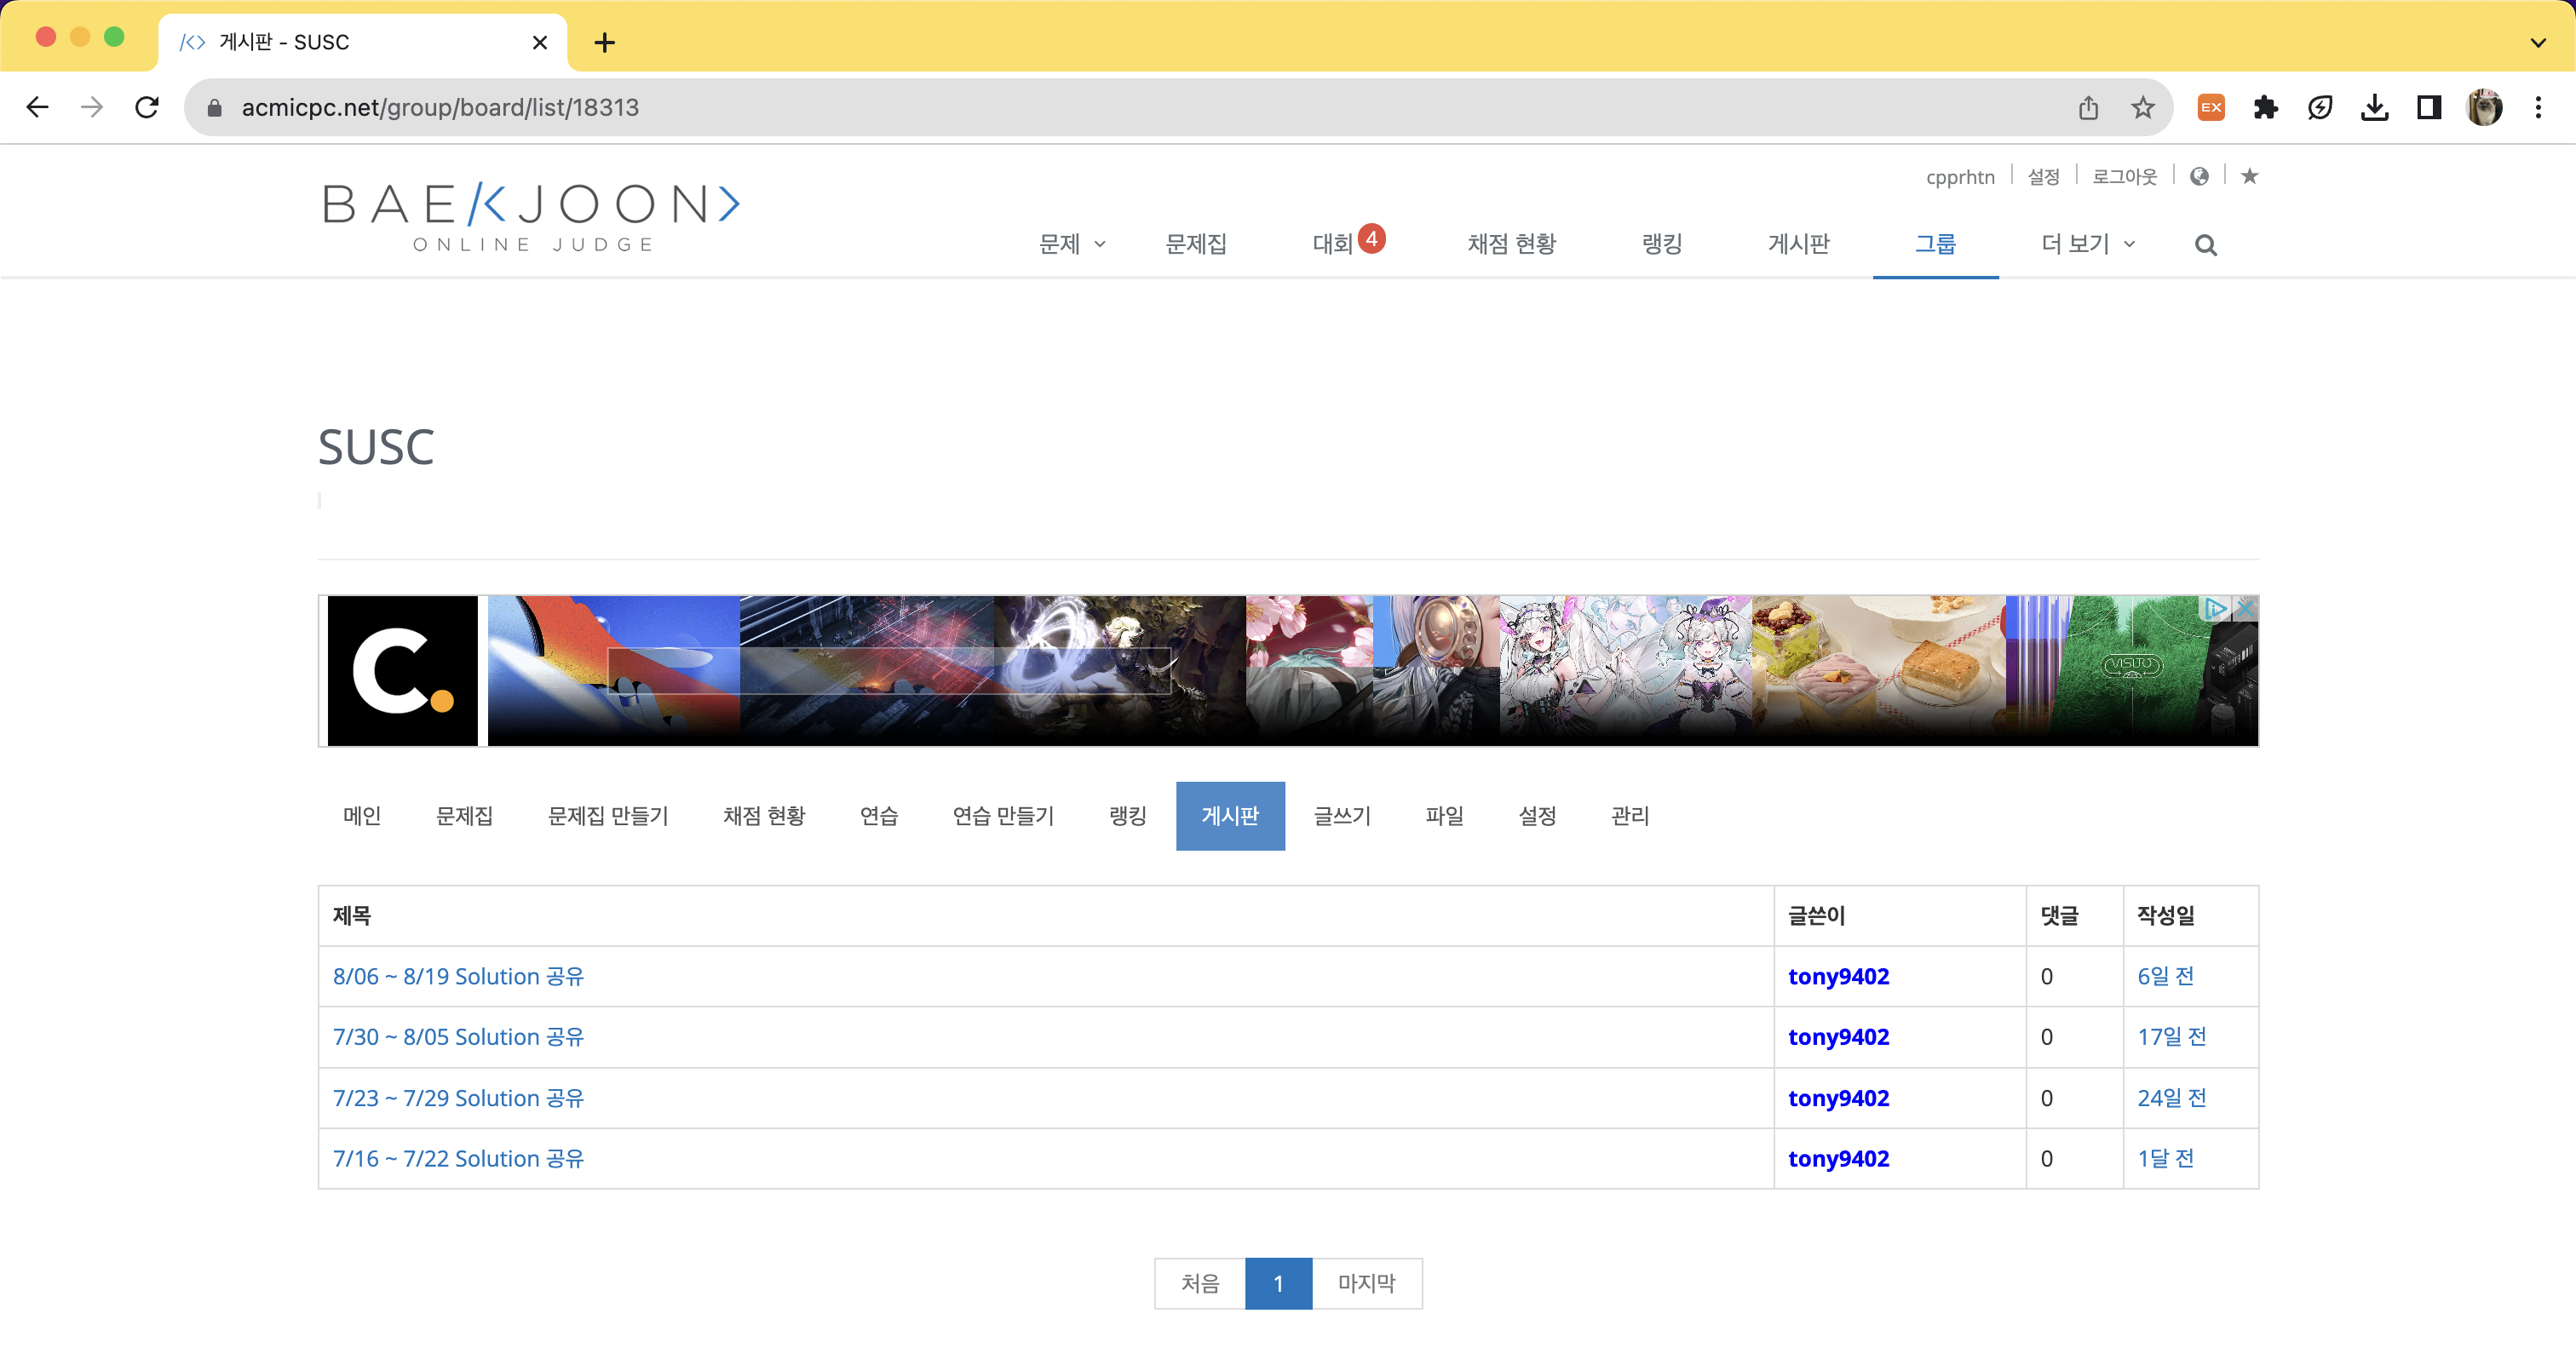 게시판 - SUSC
acmicpc.net/group/board/list/18313
EX
cpprhtn 설정 로그아웃
BAEKJOON>
ONLINE JUDGE
문제 문제집 대회 4 채점 현황 랭킹 게시판 그룹 더 보기
SUSC
C.
VISUTO
메인 문제집 문제집 만들기 채점 현황 연습 연습 만들기 랭킹 게시판 글쓰기 파일 설정 관리
제목 글쓴이 댓글 작성일
8/06 ~ 8/19 Solution 공유 tony9402 0 6일 전
7/30 ~ 8/05 Solution 공유 tony9402 0 17일 전
7/23 ~ 7/29 Solution 공유 tony9402 0 24일 전
7/16 ~ 7/22 Solution 공유 tony9402 0 1달 전
처음 1 마지막